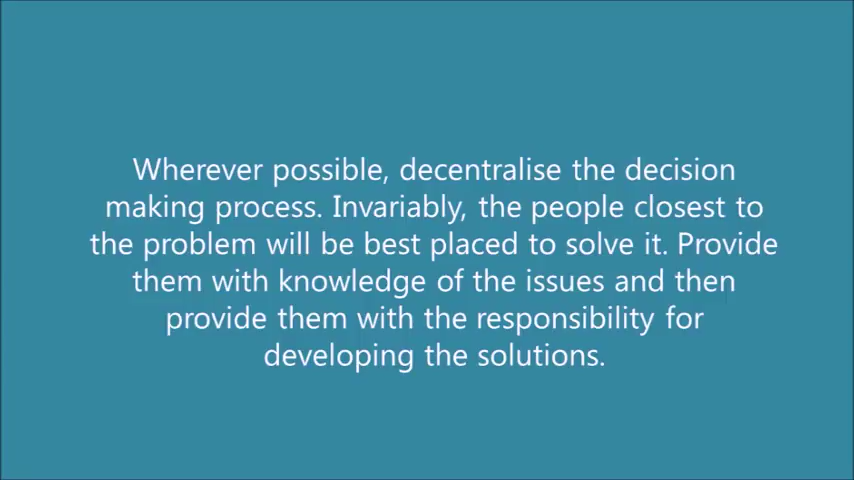 Wherever possible, decentralise the decision
making process. Invariably, the people closest to
the problem will be best placed to solve it. Provide
them with knowledge of the issues and then
provide them with the responsibility for
developing the solutions.